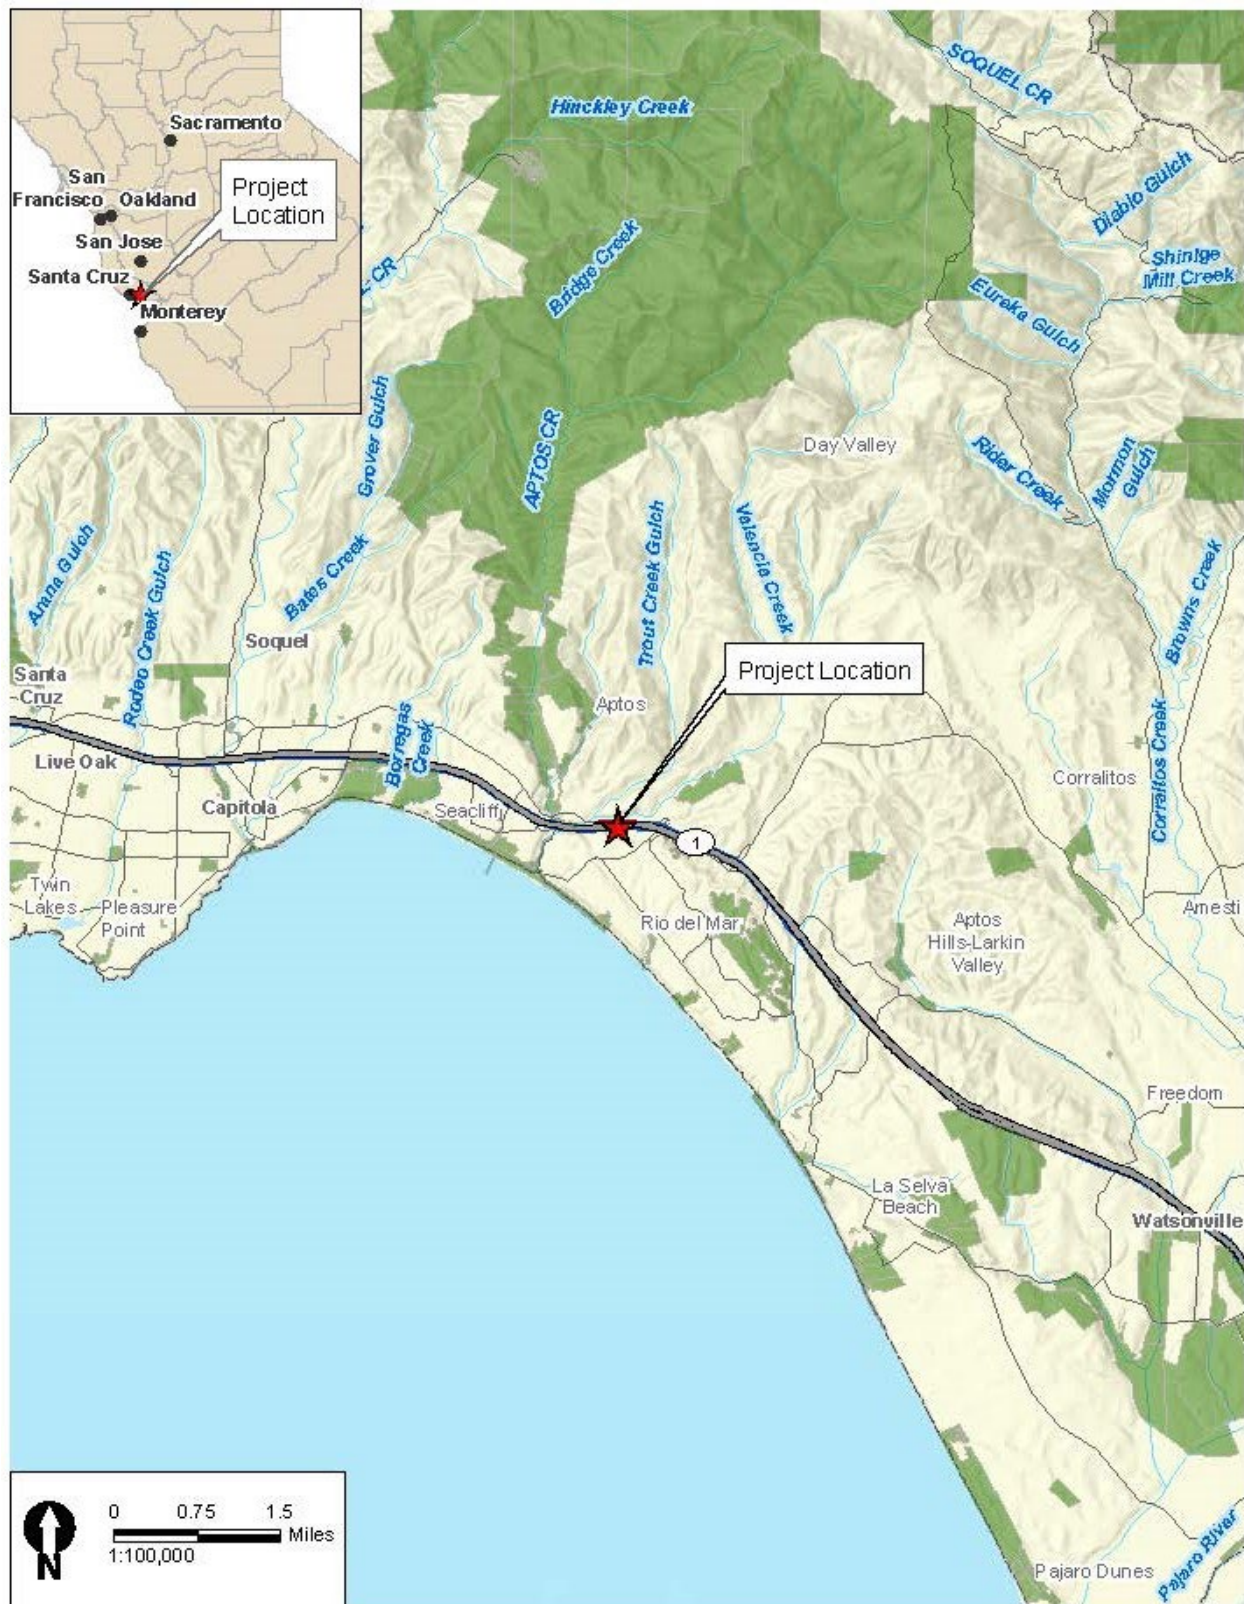 Sacramento
San
Francisco
Oakland
San Jose
Santa Cruz
Monterey
Project
Location
SOQUEL CR
Hinckley Creek
Diablo Gulch
Shinlge
Mill Creek
Bridge Creek
Eureka Gulch
Grover Gulch
APTOS CR
Day Valley
Rider Creek
Mormon
Gulch
Trout Creek Gulch
Valencia Creek
Arana Gulch
Rodeo Creek Gulch
Bates Creek
Browns Creek
Soquel
Santa
Cruz
Project Location
Aptos
Borregas
Creek
Live Oak
Capitola
Seacliff
Corralitos
Corralitos Creek
1
Twin
Lakes
Pleasure
Point
Rio del Mar
Aptos
Hills-Larkin
Valley
Amesti
Freedom
La Selva
Beach
Watsonville
Pajaro Dunes
Pajaro River
N
0 0.75 1.5
Miles
1:100,000